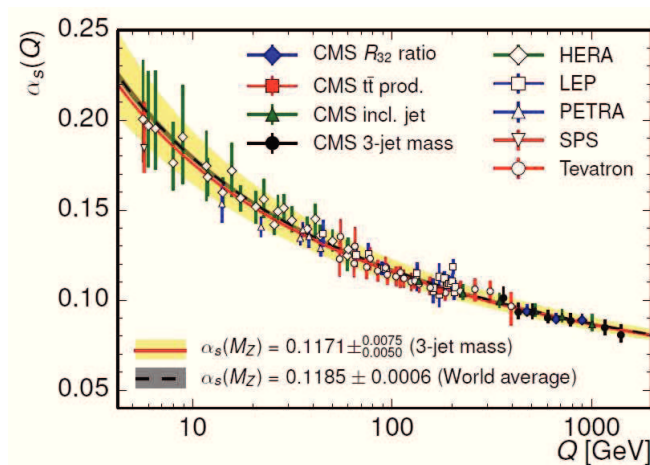 αs(Q)
0.25
0.20
0.15
0.10
0.05
CMS R32 ratio
CMS tt̄ prod.
CMS incl. jet
CMS 3-jet mass
HERA
LEP
PETRA
SPS
Tevatron
αs(MZ) = 0.1171 ±0.0075 0.0050 (3-jet mass)
αs(MZ) = 0.1185 ± 0.0006 (World average)
10 100 1000
Q [GeV]